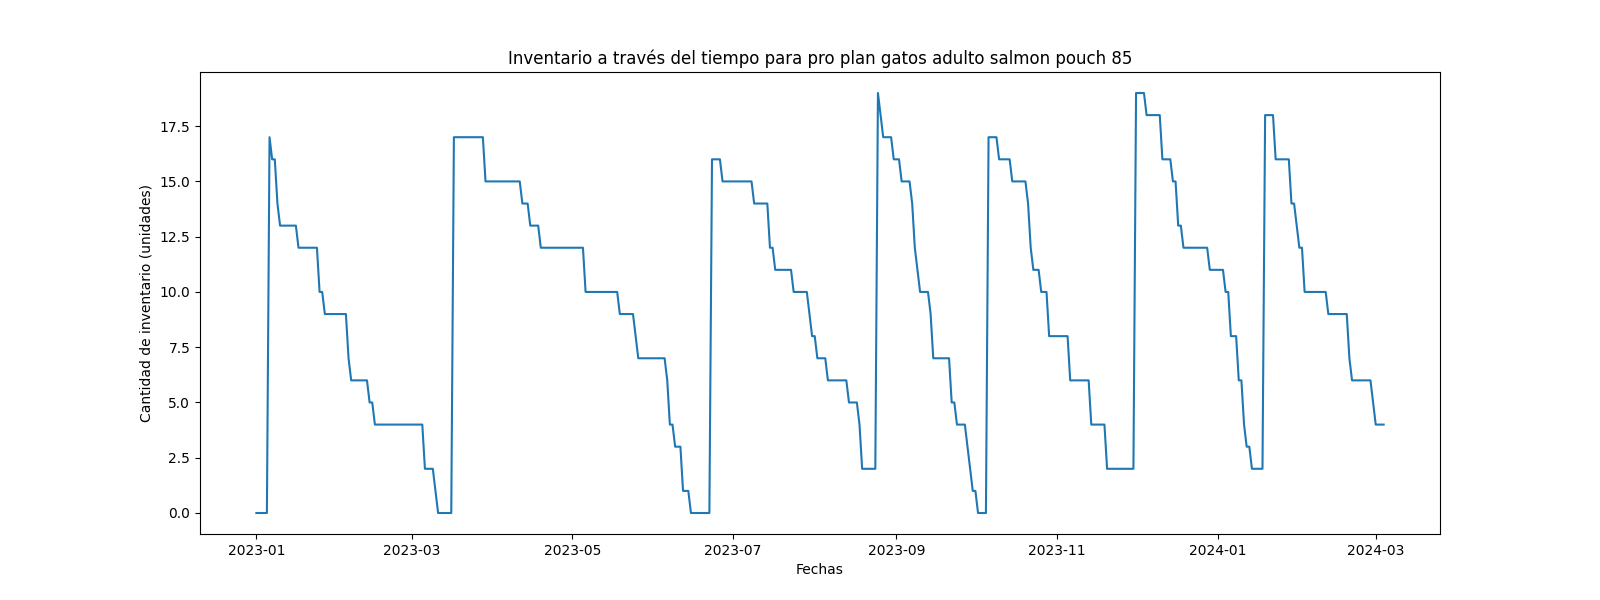 Inventario a través del tiempo para pro plan gatos adulto salmon pouch 85
Cantidad de inventario (unidades)
17.5
15.0
12.5
10.0
7.5
5.0
2.5
0.0
2023-01 2023-03 2023-05 2023-07 2023-09 2023-11 2024-01 2024-03
Fechas